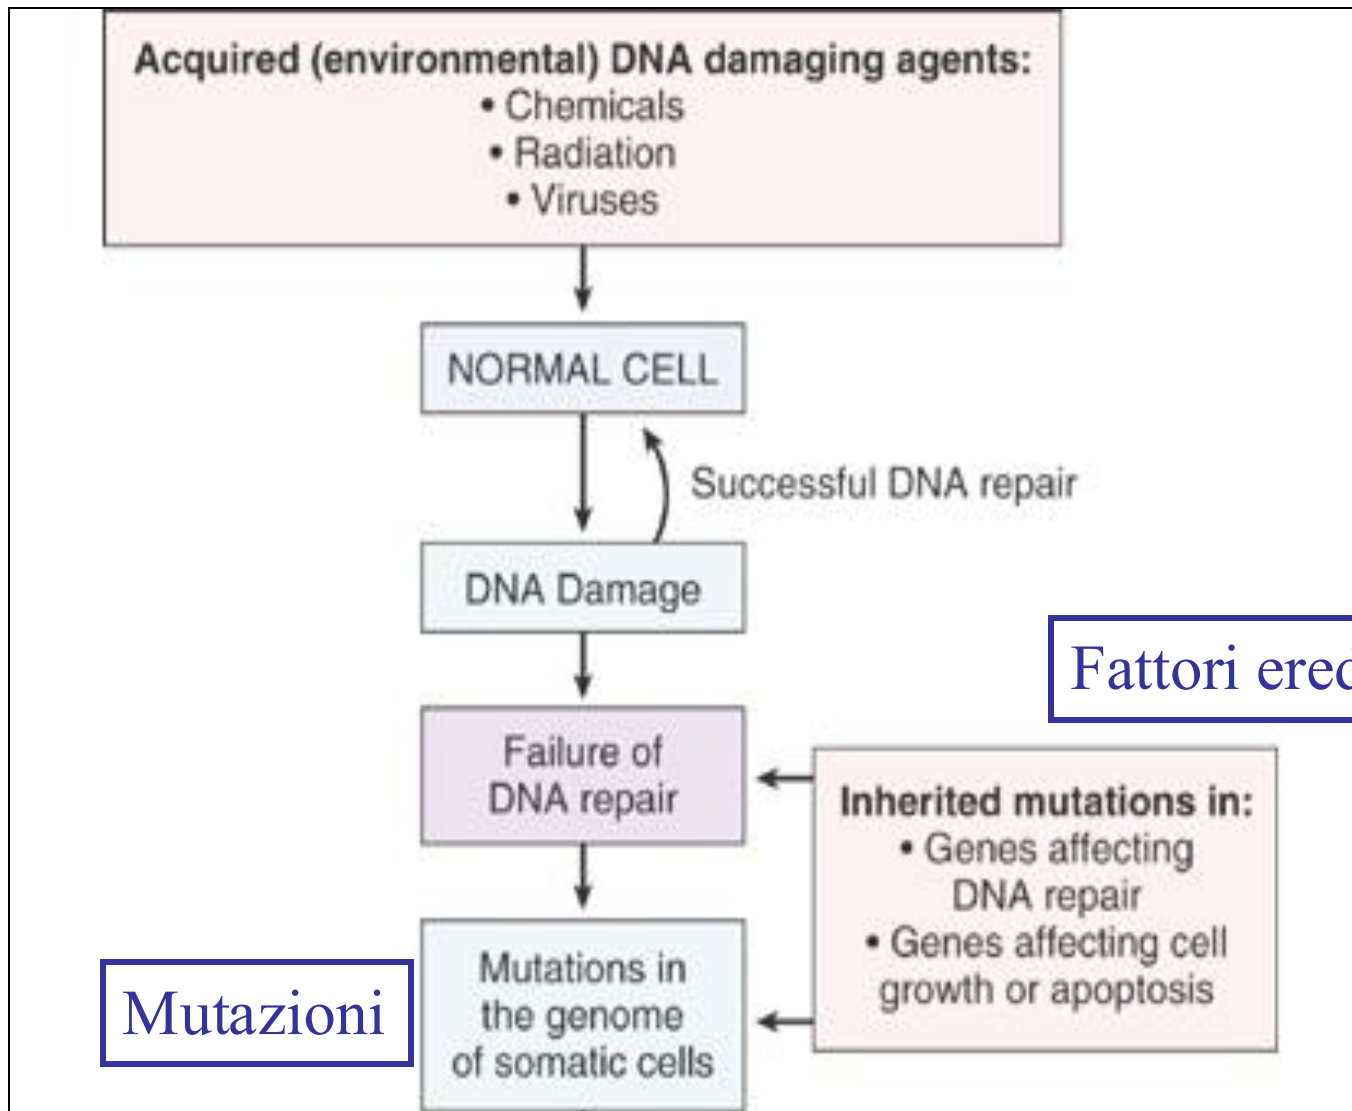 Acquired (environmental) DNA damaging agents:
• Chemicals
• Radiation
• Viruses
NORMAL CELL
Successful DNA repair
DNA Damage
Fattori
Failure of
DNA repair
Inherited mutations in:
• Genes affecting
DNA repair
• Genes affecting cell
growth or apoptosis
Mutazioni
Mutations in
the genome
of somatic cells